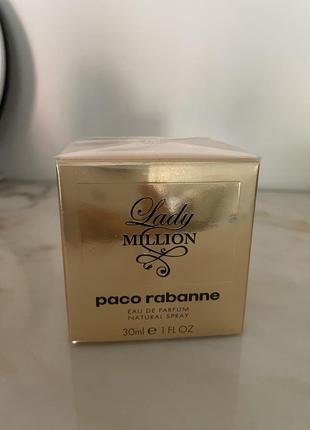 Lady
MILLION
paco rabanne
EAU DE PARFUM
NATURAL SPRAY
30ml e 1 FL OZ